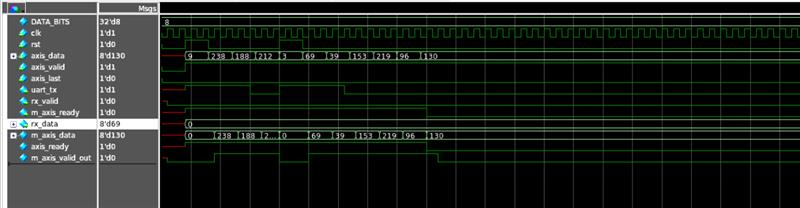 Msgs
DATA_BITS 32'd8 8
clk 1'd1
rst 1'd0
axis_data 8'd130 9 238 188 212 3 69 39 153 219 96 130
axis_valid 1'd1
axis_last 1'd0
uart_tx 1'd1
rx_valid 1'd0
m_axis_ready 1'd0
rx_data 8'd69 0
m_axis_data 8'd130 0 238 188 2... 0 69 39 153 219 96 130
axis_ready 1'd0
m_axis_valid_out 1'd0